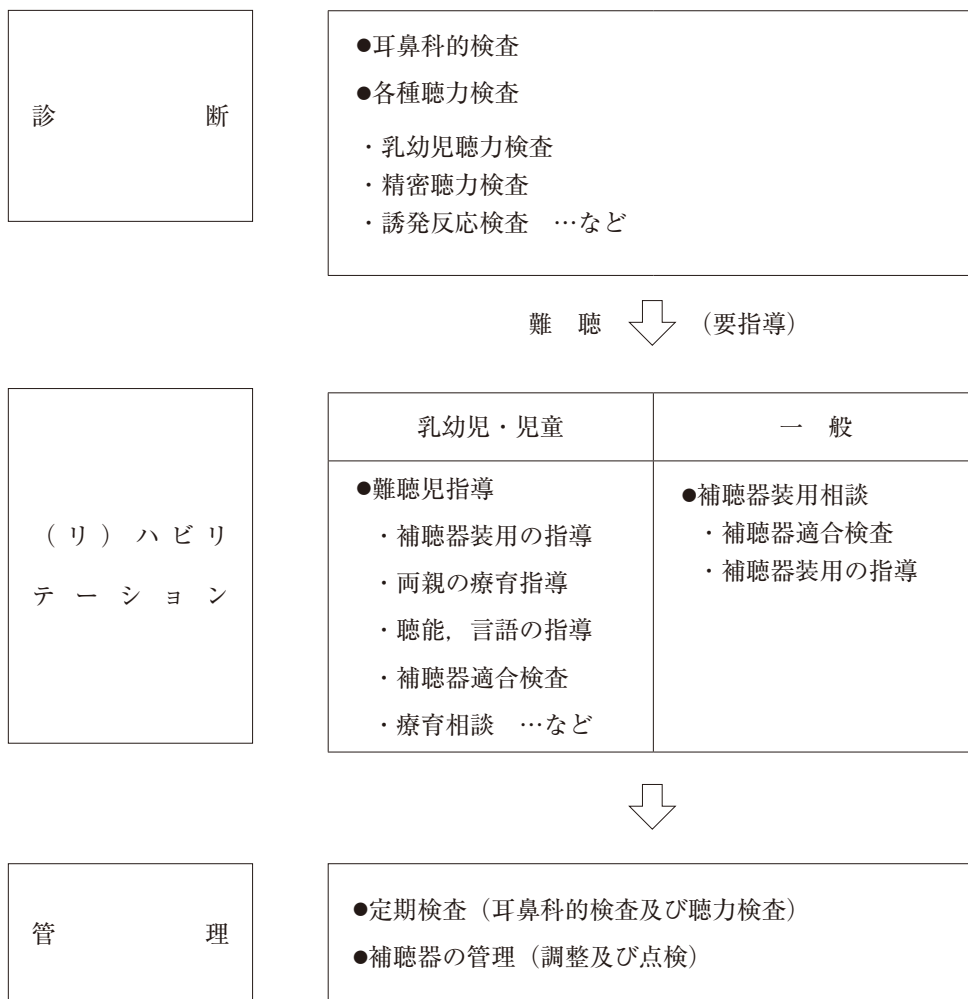 診断
●耳鼻科的検査
●各種聴力検査
・乳幼児聴力検査
・精密聴力検査
・誘発反応検査　…など
難　聴　（要指導）
（リ）ハビリ
テーション
乳幼児・児童
●難聴児指導
・補聴器装用の指導
・両親の療育指導
・聴能，言語の指導
・補聴器適合検査
・療育相談　…など
一　般
●補聴器装用相談
・補聴器適合検査
・補聴器装用の指導
管理
●定期検査（耳鼻科的検査及び聴力検査）
●補聴器の管理（調整及び点検）